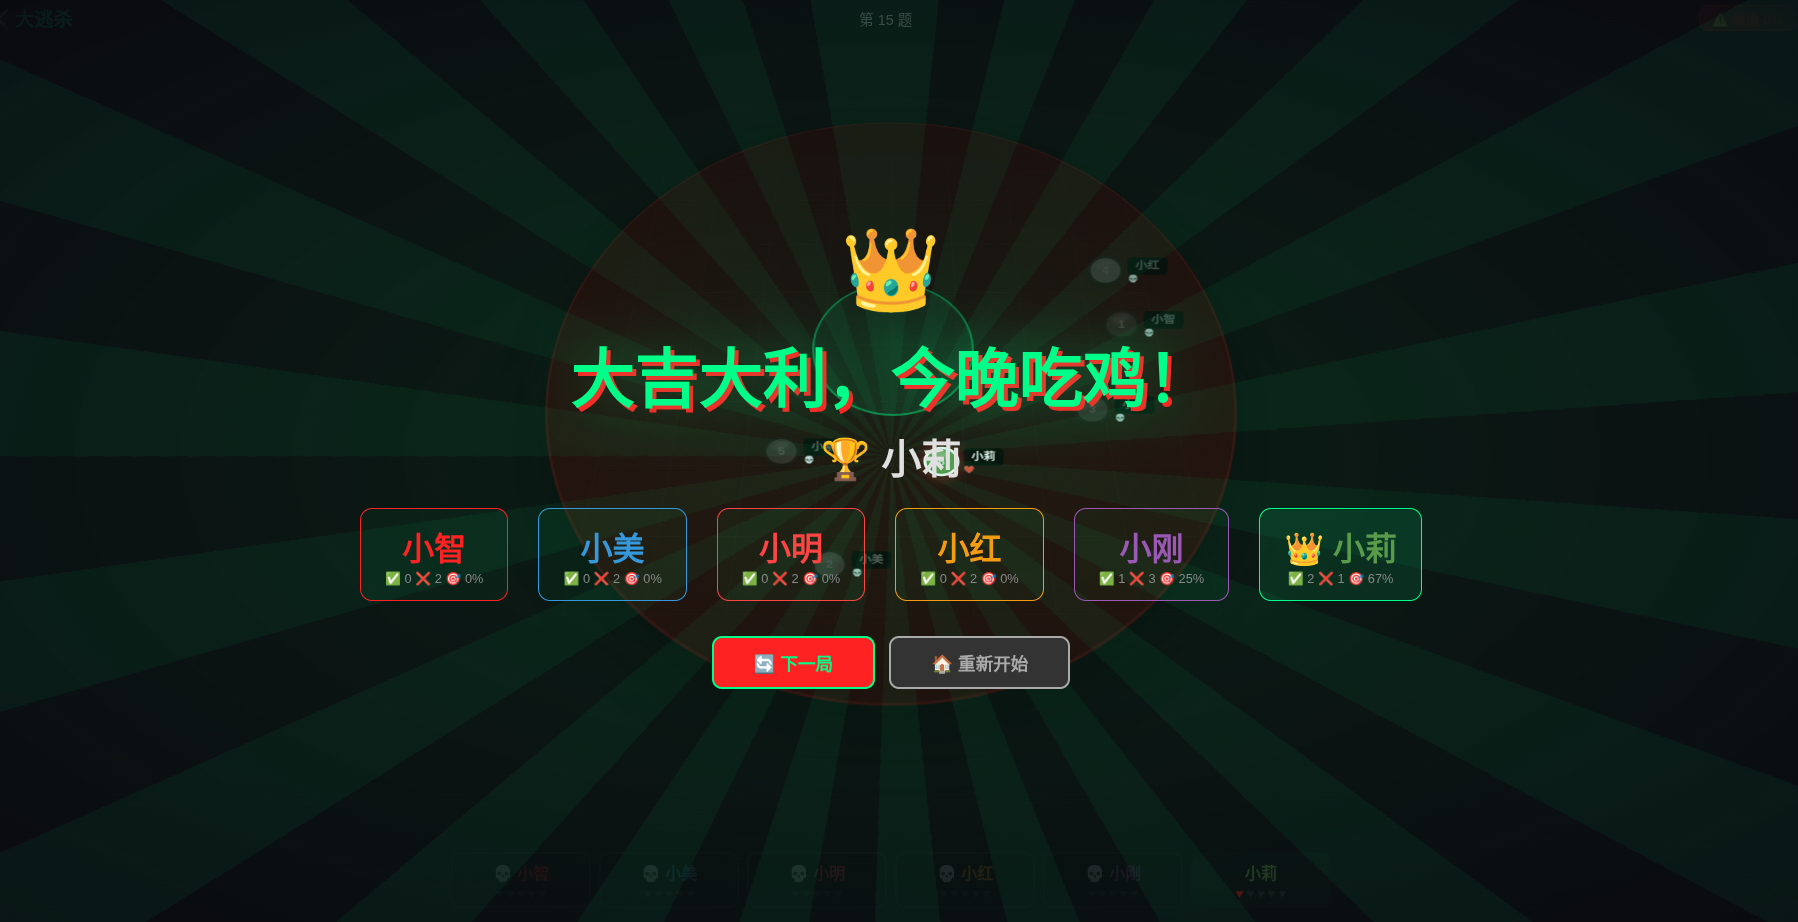 大逃杀
第 15 题
小红
小智
大吉大利，今晚吃鸡！
5
🏆 小莉
小莉
小智
✅ 0 ❌ 2 🎯 0%
小美
✅ 0 ❌ 2 🎯 0%
小明
✅ 0 ❌ 2 🎯 0%
小红
✅ 0 ❌ 2 🎯 0%
小刚
✅ 1 ❌ 3 🎯 25%
👑 小莉
✅ 2 ❌ 1 🎯 67%
2
小美
🔄 下一局
🏠 重新开始
小智
小美
小明
小红
小刚
小莉